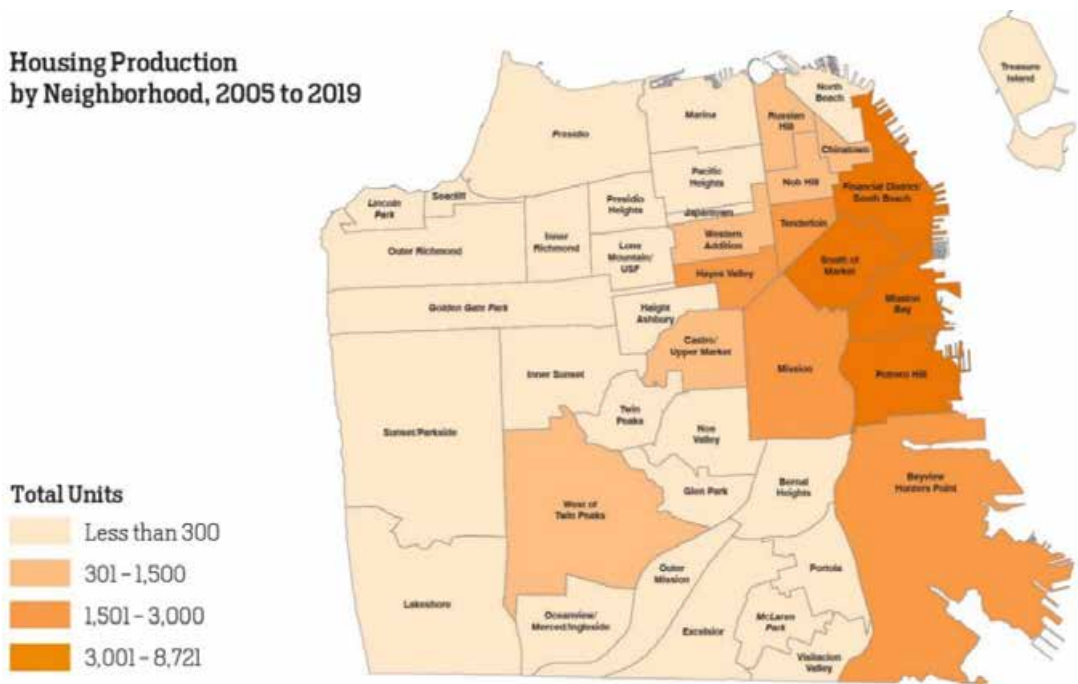 Housing Production
by Neighborhood, 2005 to 2019
Treasure
Island
North
Beach
Marina
Russian
Hill
Presidio
Chinatown
Pacific
Heights
Nob Hill
Financial District/
South Beach
Seacliff
Lincoln
Park
Presidio
Heights
Japantown
Tenderloin
Western
Addition
Outer Richmond
Inner
Richmond
Lone
Mountain/
USF
South of
Market
Hayes Valley
Mission
Bay
Golden Gate Park
Haight
Ashbury
Castro/
Upper Market
Mission
Potrero Hill
Inner Sunset
Twin
Peaks
Sunset/Parkside
Noe
Valley
Bayview
Hunters Point
Glen Park
Bernal
Heights
West of
Twin Peaks
Total Units
Less than 300
301 – 1,500
1,501 – 3,000
3,001 – 8,721
Outer
Mission
Portola
Lakeshore
Oceanview/
Merced/Ingleside
Excelsior
McLaren
Park
Visitacion
Valley